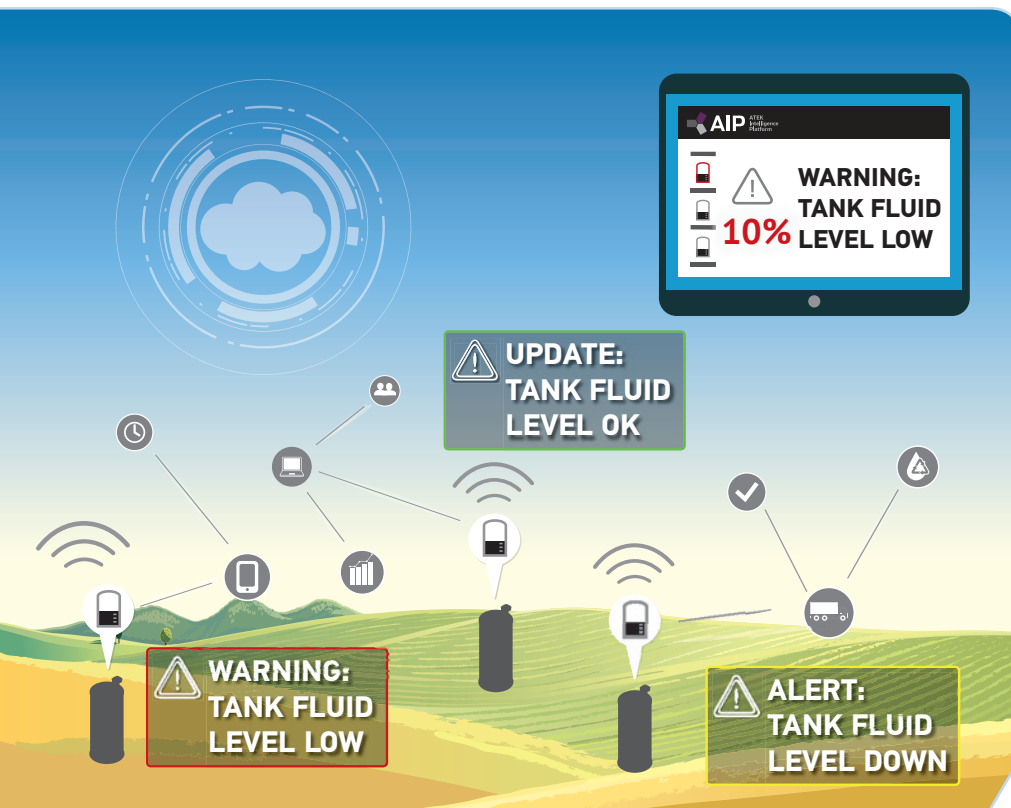 AIP ATEK
Intelligence
Platform
WARNING:
TANK FLUID
10% LEVEL LOW
UPDATE:
TANK FLUID
LEVEL OK
WARNING:
TANK FLUID
LEVEL LOW
ALERT:
TANK FLUID
LEVEL DOWN